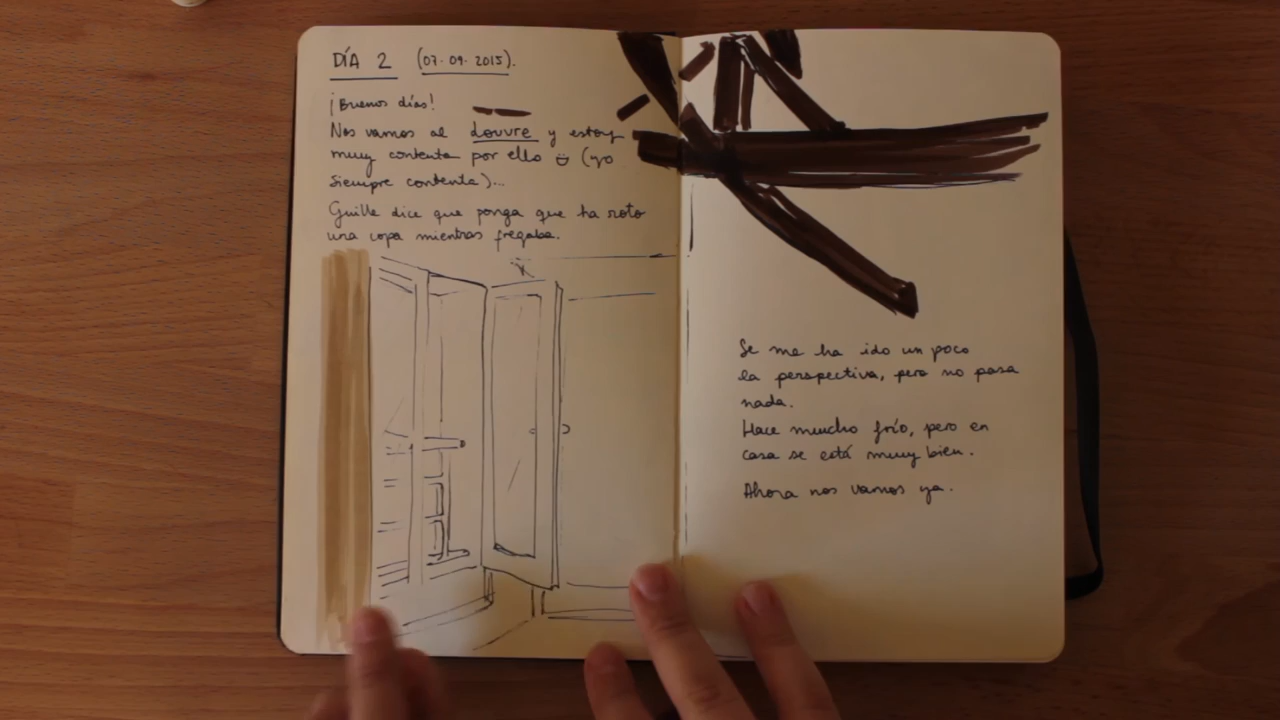 DÍA 2 (07.09.2015).
¡Buenos días!
Nos vamos al Louvre y estoy
muy contenta por ello (yo
siempre contenta)...
Guille dice que ponga que ha roto
una copa mientras fregaba.
Se me ha ido un poco
la perspectiva, pero no pasa
nada.
Hace mucho frío, pero en
casa se está muy bien.
Ahora nos vamos ya.